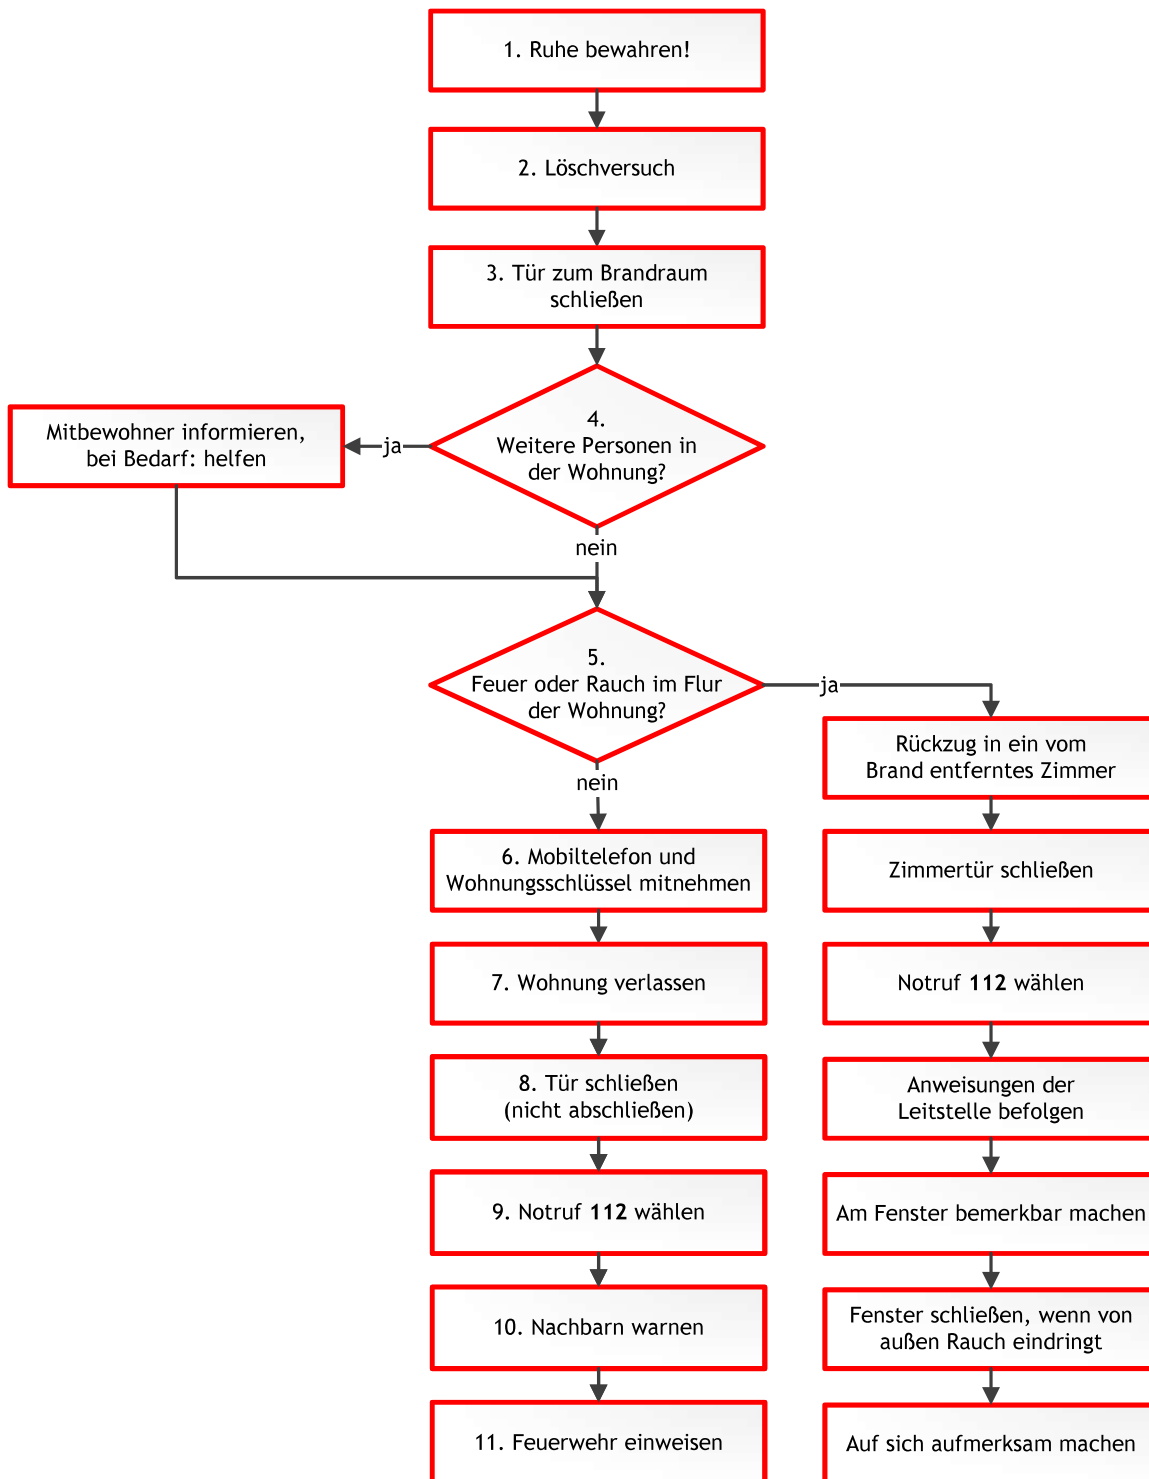 1. Ruhe bewahren!
2. Löschversuch
3. Tür zum Brandraum
schließen
4.
Weitere Personen in
der Wohnung?
ja
Mitbewohner informieren,
bei Bedarf: helfen
nein
5.
Feuer oder Rauch im Flur
der Wohnung?
ja
nein
6. Mobiltelefon und
Wohnungsschlüssel mitnehmen
7. Wohnung verlassen
8. Tür schließen
(nicht abschließen)
9. Notruf 112 wählen
10. Nachbarn warnen
11. Feuerwehr einweisen
Rückzug in ein vom
Brand entferntes Zimmer
Zimmertür schließen
Notruf 112 wählen
Anweisungen der
Leitstelle befolgen
Am Fenster bemerkbar machen
Fenster schließen, wenn von
außen Rauch eindringt
Auf sich aufmerksam machen